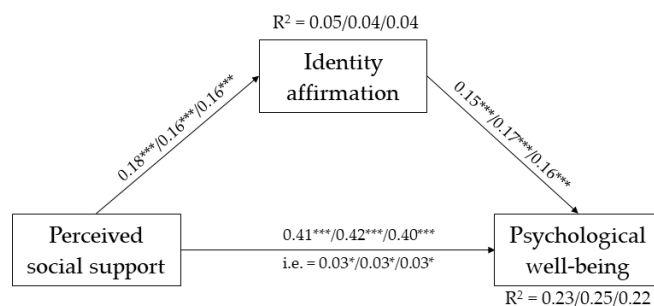 R² = 0.05/0.04/0.04
Identity
affirmation
0.18***/0.16***/0.16***
0.15***/0.17***/0.16***
Perceived
social support
0.41***/0.42***/0.40***
i.e. = 0.03*/0.03*/0.03*
Psychological
well-being
R² = 0.23/0.25/0.22